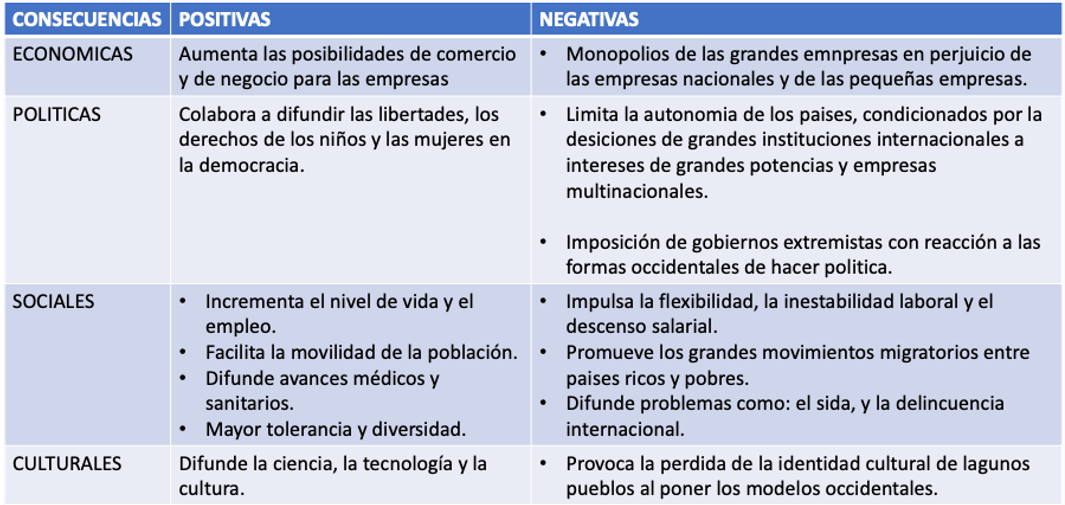 CONSECUENCIAS POSITIVAS NEGATIVAS
ECONOMICAS
Aumenta las posibilidades de comercio
y de negocio para las empresas
• Monopolios de las grandes emnpresas en perjuicio de
las empresas nacionales y de las pequeñas empresas.
POLITICAS
Colabora a difundir las libertades, los
derechos de los niños y las mujeres en
la democracia.
• Limita la autonomia de los paises, condicionados por la
desiciones de grandes instituciones internacionales a
intereses de grandes potencias y empresas
multinacionales.
• Imposición de gobiernos extremistas con reacción a las
formas occidentales de hacer politica.
SOCIALES
• Incrementa el nivel de vida y el
empleo.
• Facilita la movilidad de la población.
• Difunde avances médicos y
sanitarios.
• Mayor tolerancia y diversidad.
• Impulsa la flexibilidad, la inestabilidad laboral y el
descenso salarial.
• Promueve los grandes movimientos migratorios entre
paises ricos y pobres.
• Difunde problemas como: el sida, y la delincuencia
internacional.
CULTURALES
Difunde la ciencia, la tecnología y la
cultura.
• Provoca la perdida de la identidad cultural de lagunos
pueblos al poner los modelos occidentales.